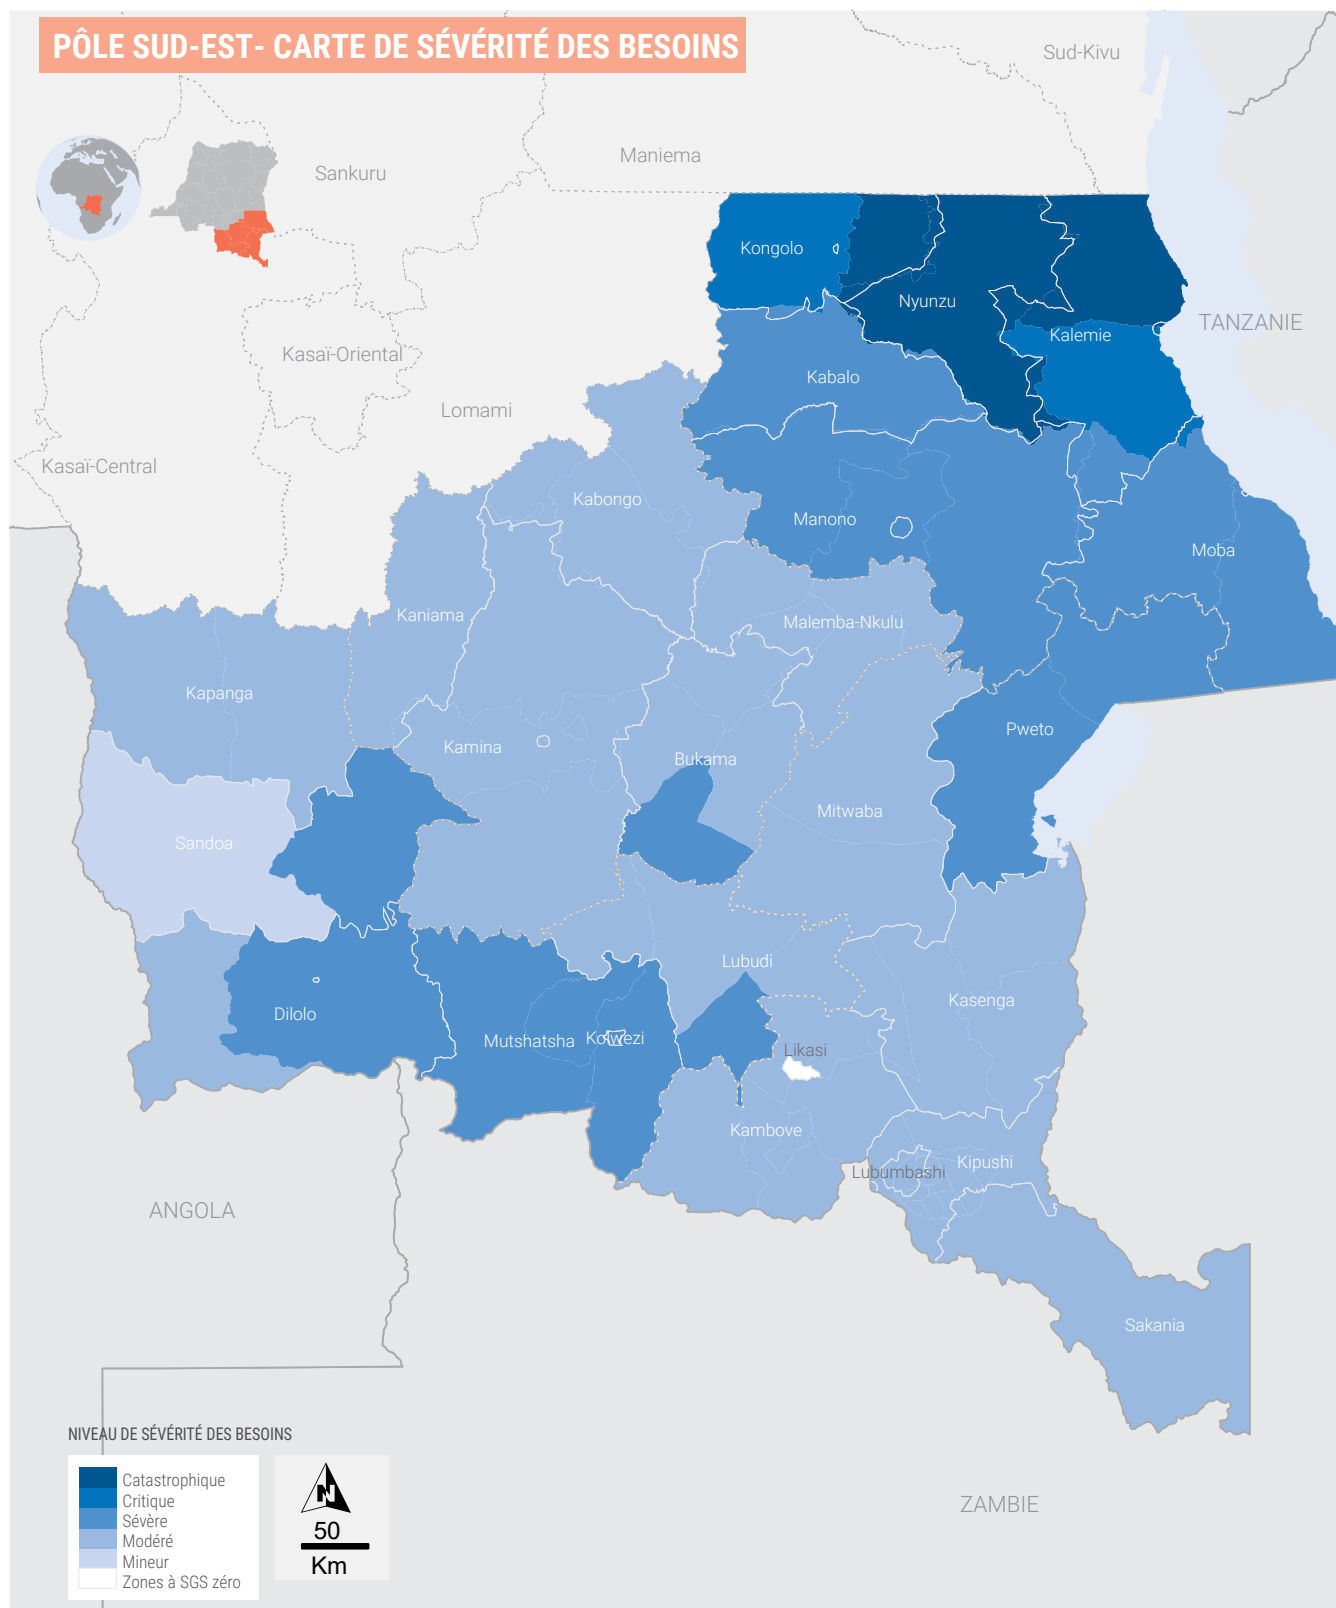 PÔLE SUD-EST- CARTE DE SÉVÉRITÉ DES BESOINS
Sud-Kivu
Maniema
Sankuru
Kongolo
Nyunzu
TANZANIE
Kalemie
Kasaï-Oriental
Kabalo
Lomami
Kasaï-Central
Kabongo
Manono
Moba
Kaniama
Malemba-Nkulu
Kapanga
Pweto
Kamina
Bukama
Mitwaba
Sandoa
Lubudi
Kasenga
Dilolo
Mutshatsha
Kolwezi
Likasi
Kambove
Kipushi
Lubumbashi
ANGOLA
Sakania
ZAMBIE
NIVEAU DE SÉVÉRITÉ DES BESOINS
Catastrophique
Critique
Sévère
Modéré
Mineur
Zones à SGS zéro
N
50
Km